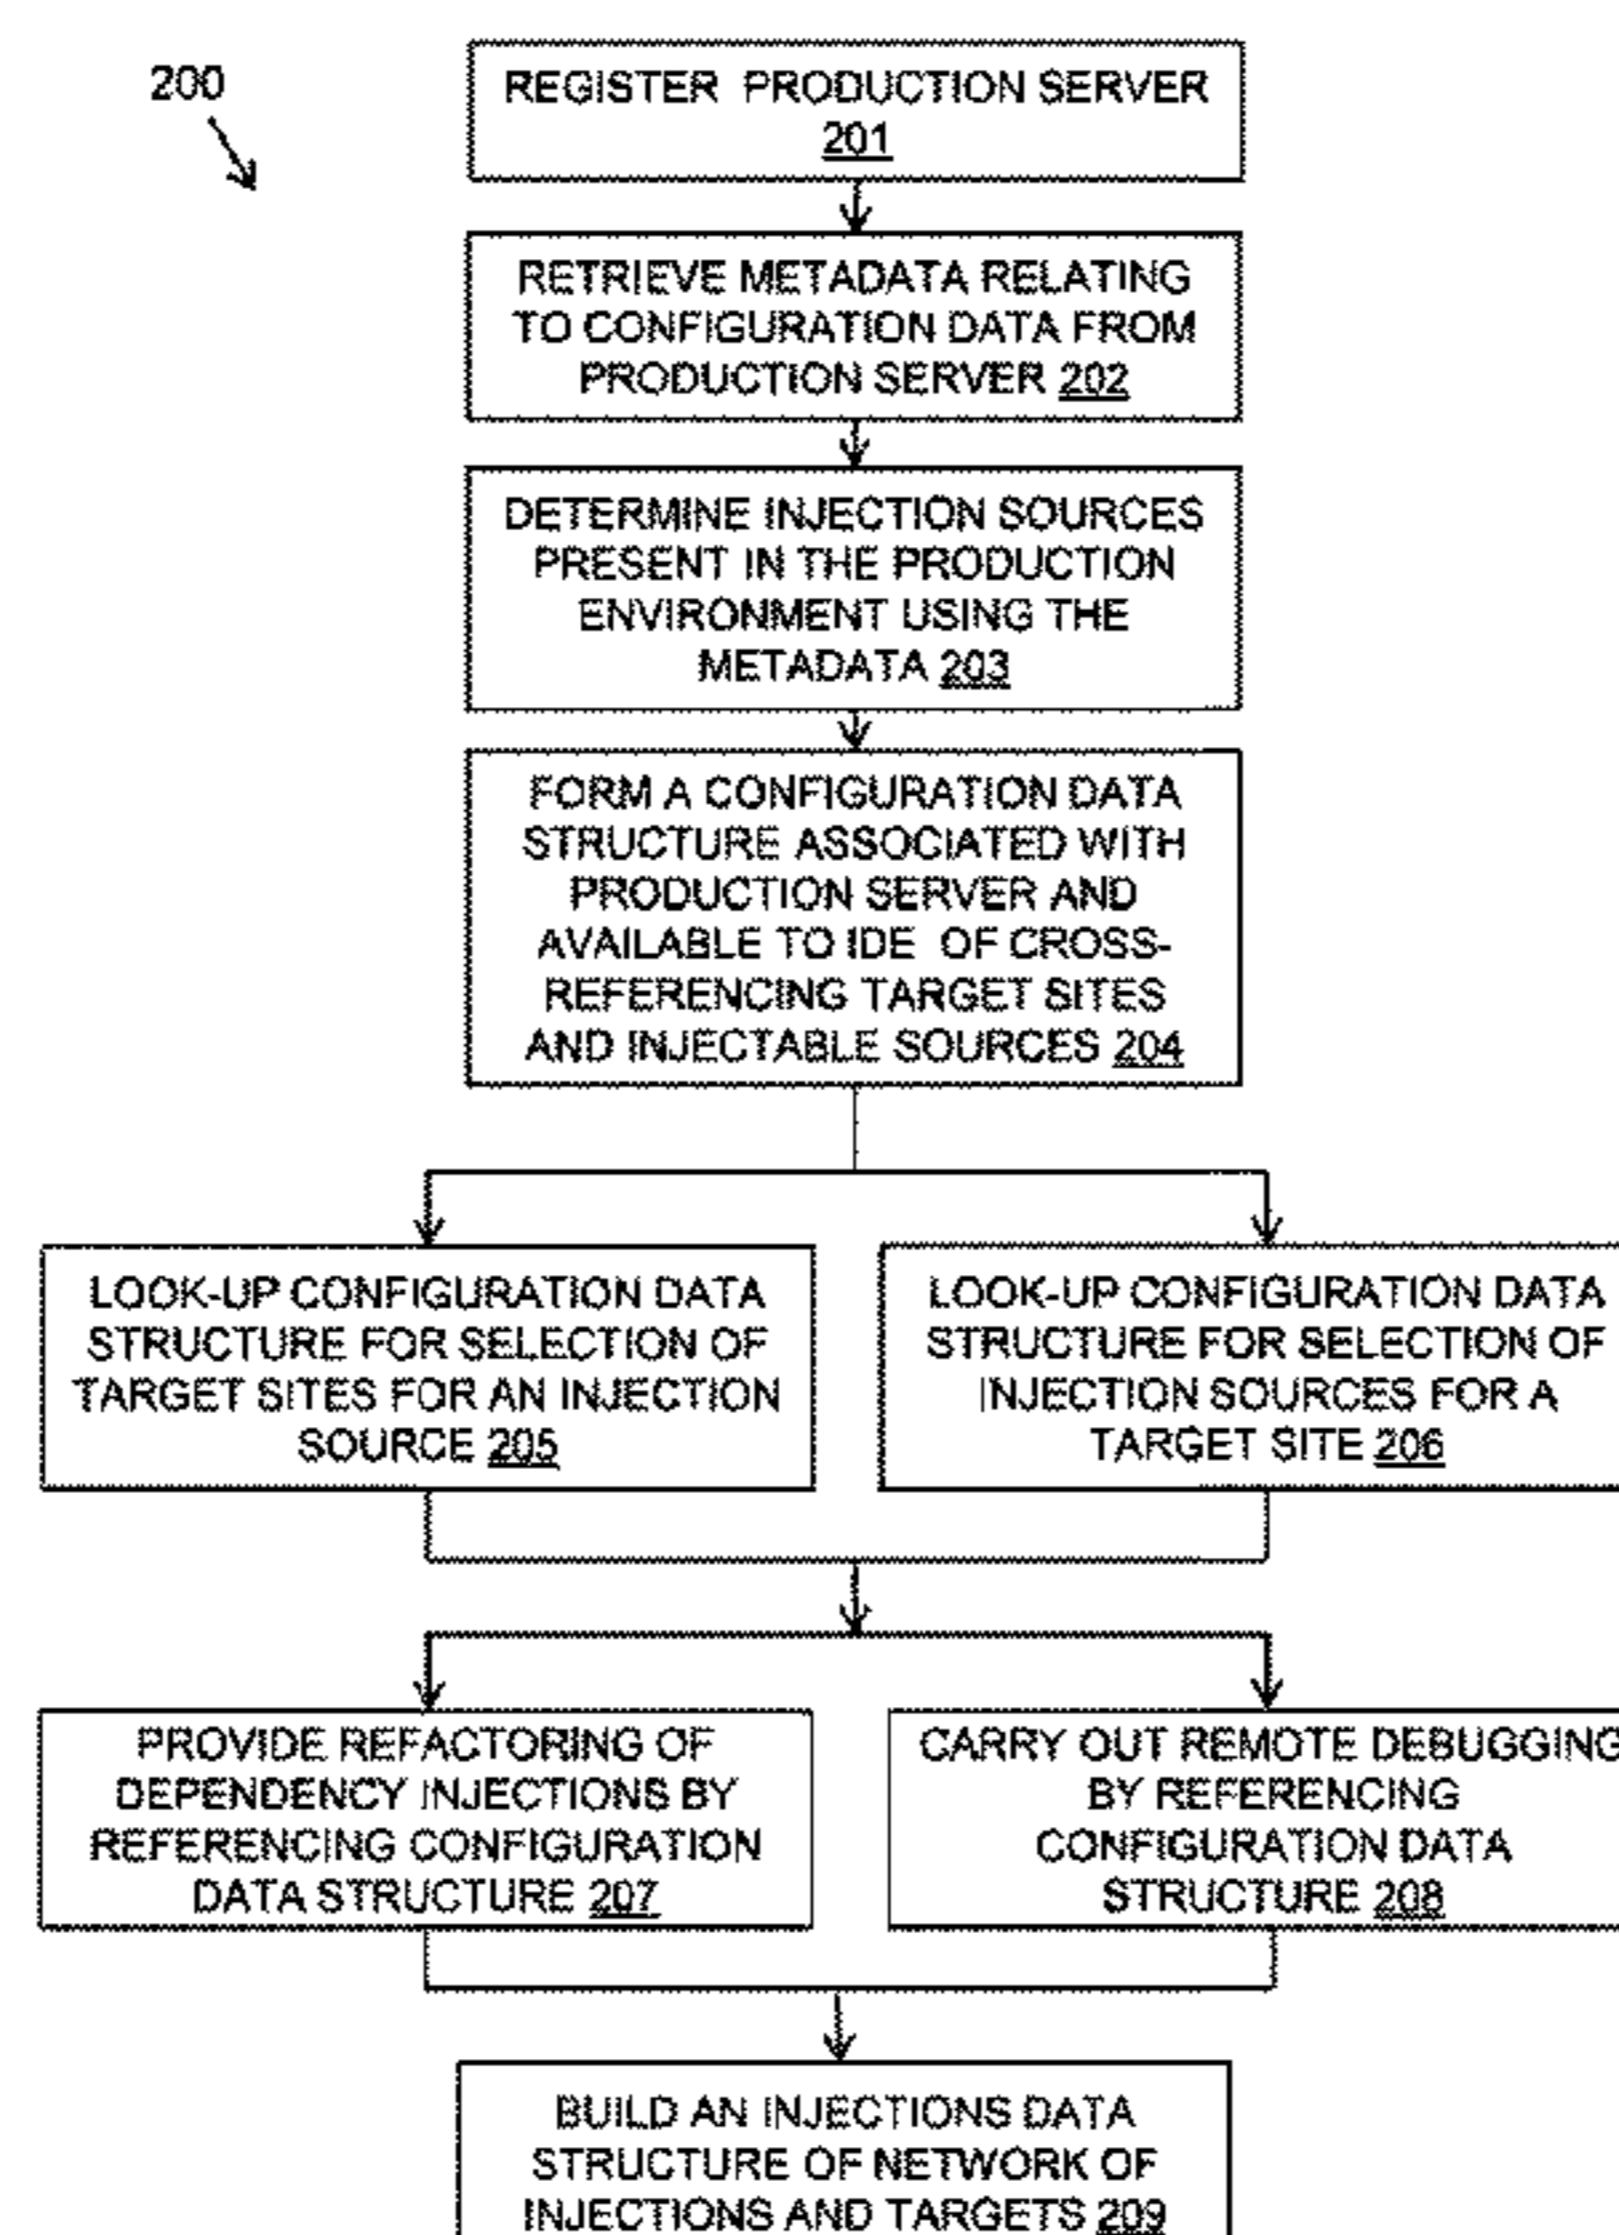 200
REGISTER PRODUCTION SERVER
201
RETRIEVE METADATA RELATING
TO CONFIGURATION DATA FROM
PRODUCTION SERVER 202
DETERMINE INJECTION SOURCES
PRESENT IN THE PRODUCTION
ENVIRONMENT USING THE
METADATA 203
FORM A CONFIGURATION DATA
STRUCTURE ASSOCIATED WITH
PRODUCTION SERVER AND
AVAILABLE TO IDE OF CROSS-
REFERENCING TARGET SITES
AND INJECTABLE SOURCES 204
LOOK-UP CONFIGURATION DATA
STRUCTURE FOR SELECTION OF
TARGET SITES FOR AN INJECTION
SOURCE 205
LOOK-UP CONFIGURATION DATA
STRUCTURE FOR SELECTION OF
INJECTION SOURCES FOR A
TARGET SITE 206
PROVIDE REFACTORING OF
DEPENDENCY INJECTIONS BY
REFERENCING CONFIGURATION
DATA STRUCTURE 207
CARRY OUT REMOTE DEBUGGING
BY REFERENCING
CONFIGURATION DATA
STRUCTURE 208
BUILD AN INJECTIONS DATA
STRUCTURE OF NETWORK OF
INJECTIONS AND TARGETS 209